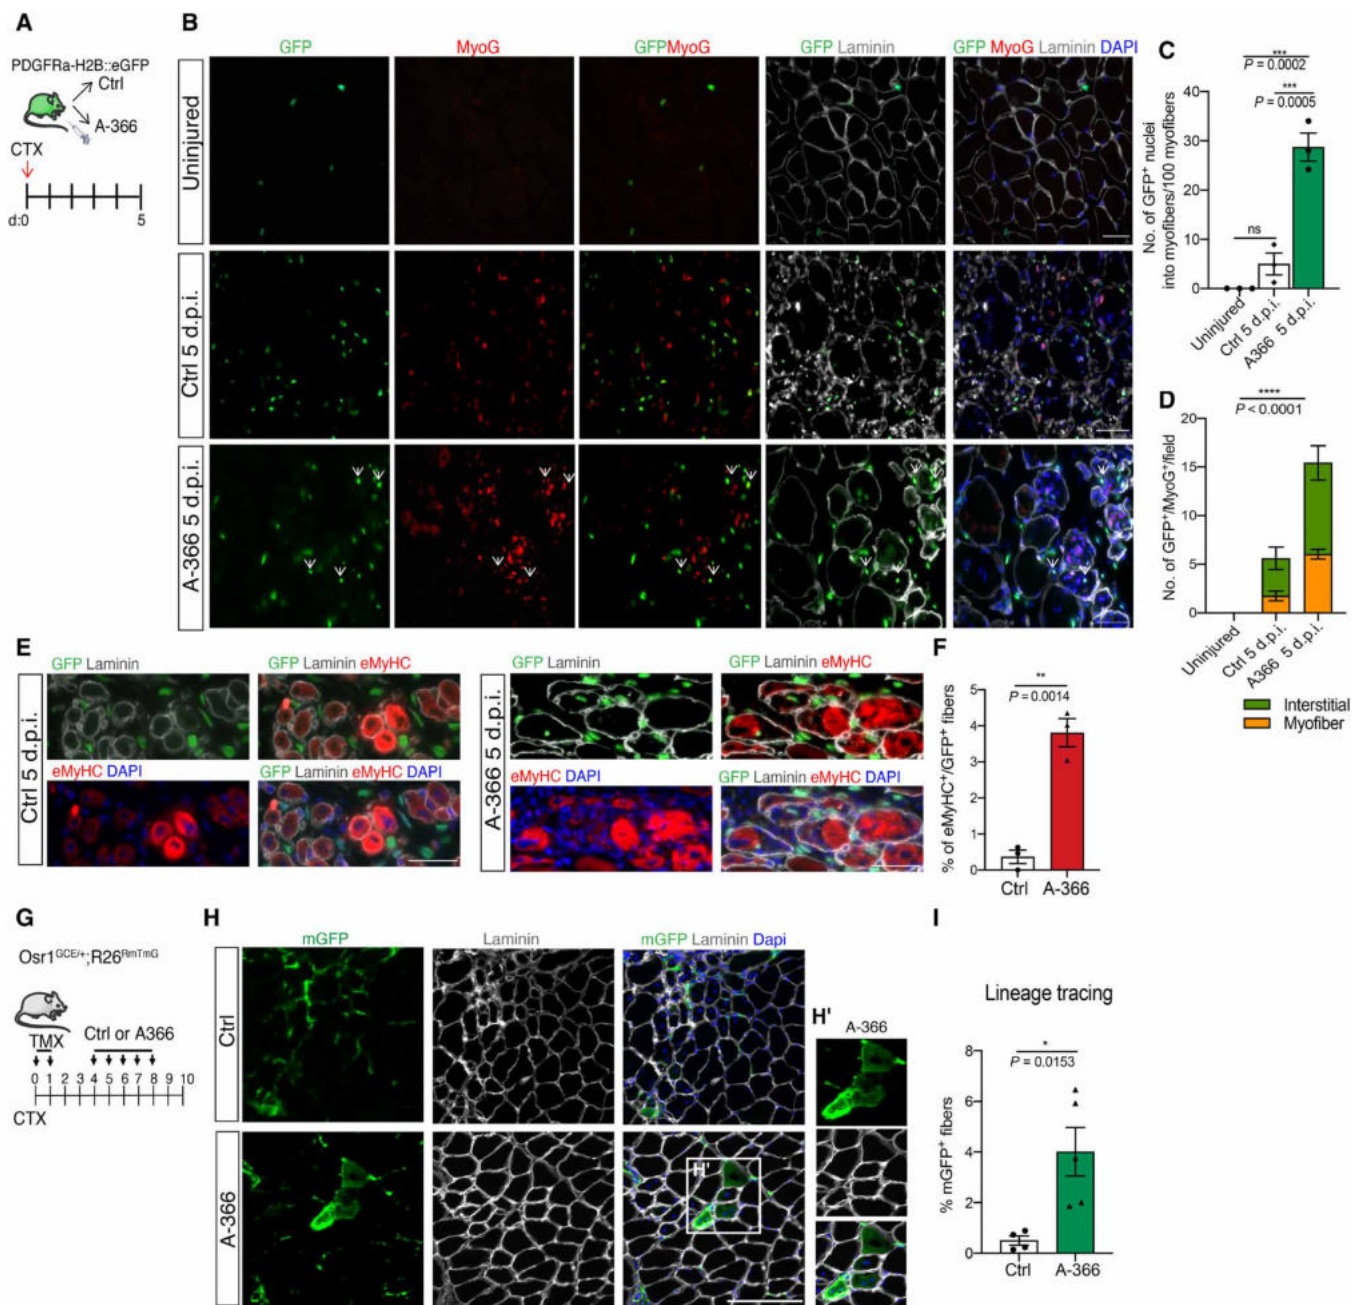 A
PDGFRa-H2B::eGFP
Ctrl
A-366
CTX
d:0
5
B
GFP
MyoG
GFPMyoG
GFP Laminin
GFP MyoG Laminin DAPI
Uninjured
Ctrl 5 d.p.i.
A-366 5 d.p.i.
C
***
P = 0.0002
***
P = 0.0005
ns
No. of GFP⁺ nuclei
into myofibers/100 myofibers
40
30
20
10
0
Uninjured
Ctrl 5 d.p.i.
A366 5 d.p.i.
D
****
P < 0.0001
No. of GFP⁺/MyoG⁺/field
20
15
10
5
0
Uninjured
Ctrl 5 d.p.i.
A366 5 d.p.i.
Interstitial
Myofiber
E
Ctrl 5 d.p.i.
GFP Laminin
GFP Laminin eMyHC
eMyHC DAPI
GFP Laminin eMyHC DAPI
A-366 5 d.p.i.
GFP Laminin
GFP Laminin eMyHC
eMyHC DAPI
GFP Laminin eMyHC DAPI
F
**
P = 0.0014
% of eMyHC⁺/GFP⁺ fibers
5
4
3
2
1
0
Ctrl
A-366
G
Osr1^GCE/+;R26^RmTmG
TMX
Ctrl or A366
0 1 2 3 4 5 6 7 8 9 10
CTX
H
mGFP
Laminin
mGFP Laminin Dapi
Ctrl
A-366
H'
H'
A-366
I
Lineage tracing
*
P = 0.0153
% mGFP⁺ fibers
8
6
4
2
0
Ctrl
A-366